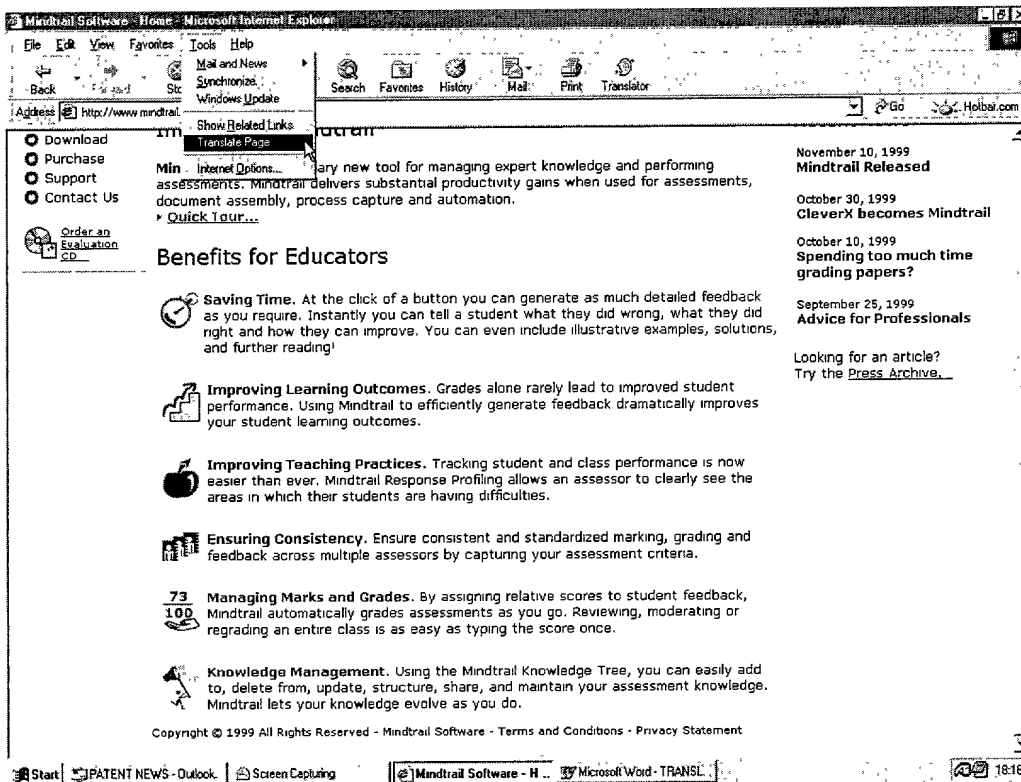 Mindtrail Software - Home - Microsoft Internet Explorer
File Edit View Favorites Tools Help
Back
Search Favorites History Mail Print Translator
Mail and News
Synchronize
Windows Update
Show Related Links
Translate Page
Internet Options...
Address http://www mindtrail.
Go
Holbai.com
Download
Purchase
Support
Contact Us
Order an
Evaluation
CD
Min ary new tool for managing expert knowledge and performing
assessments. Mindtrail delivers substantial productivity gains when used for assessments,
document assembly, process capture and automation.
Quick Tour...
Benefits for Educators
Saving Time. At the click of a button you can generate as much detailed feedback
as you require. Instantly you can tell a student what they did wrong, what they did
right and how they can improve. You can even include illustrative examples, solutions,
and further reading!
Improving Learning Outcomes. Grades alone rarely lead to improved student
performance. Using Mindtrail to efficiently generate feedback dramatically improves
your student learning outcomes.
Improving Teaching Practices. Tracking student and class performance is now
easier than ever. Mindtrail Response Profiling allows an assessor to clearly see the
areas in which their students are having difficulties.
Ensuring Consistency. Ensure consistent and standardized marking, grading and
feedback across multiple assessors by capturing your assessment criteria.
73
100
Managing Marks and Grades. By assigning relative scores to student feedback,
Mindtrail automatically grades assessments as you go. Reviewing, moderating or
regrading an entire class is as easy as typing the score once.
Knowledge Management. Using the Mindtrail Knowledge Tree, you can easily add
to, delete from, update, structure, share, and maintain your assessment knowledge.
Mindtrail lets your knowledge evolve as you do.
Copyright © 1999 All Rights Reserved - Mindtrail Software - Terms and Conditions - Privacy Statement
November 10, 1999
Mindtrail Released
October 30, 1999
CleverX becomes Mindtrail
October 10, 1999
Spending too much time
grading papers?
September 25, 1999
Advice for Professionals
Looking for an article?
Try the Press Archive.
Start PATENT NEWS - Outlook. Screen Capturing Mindtrail Software - H .. Microsoft Word - TRANSL. 18:18